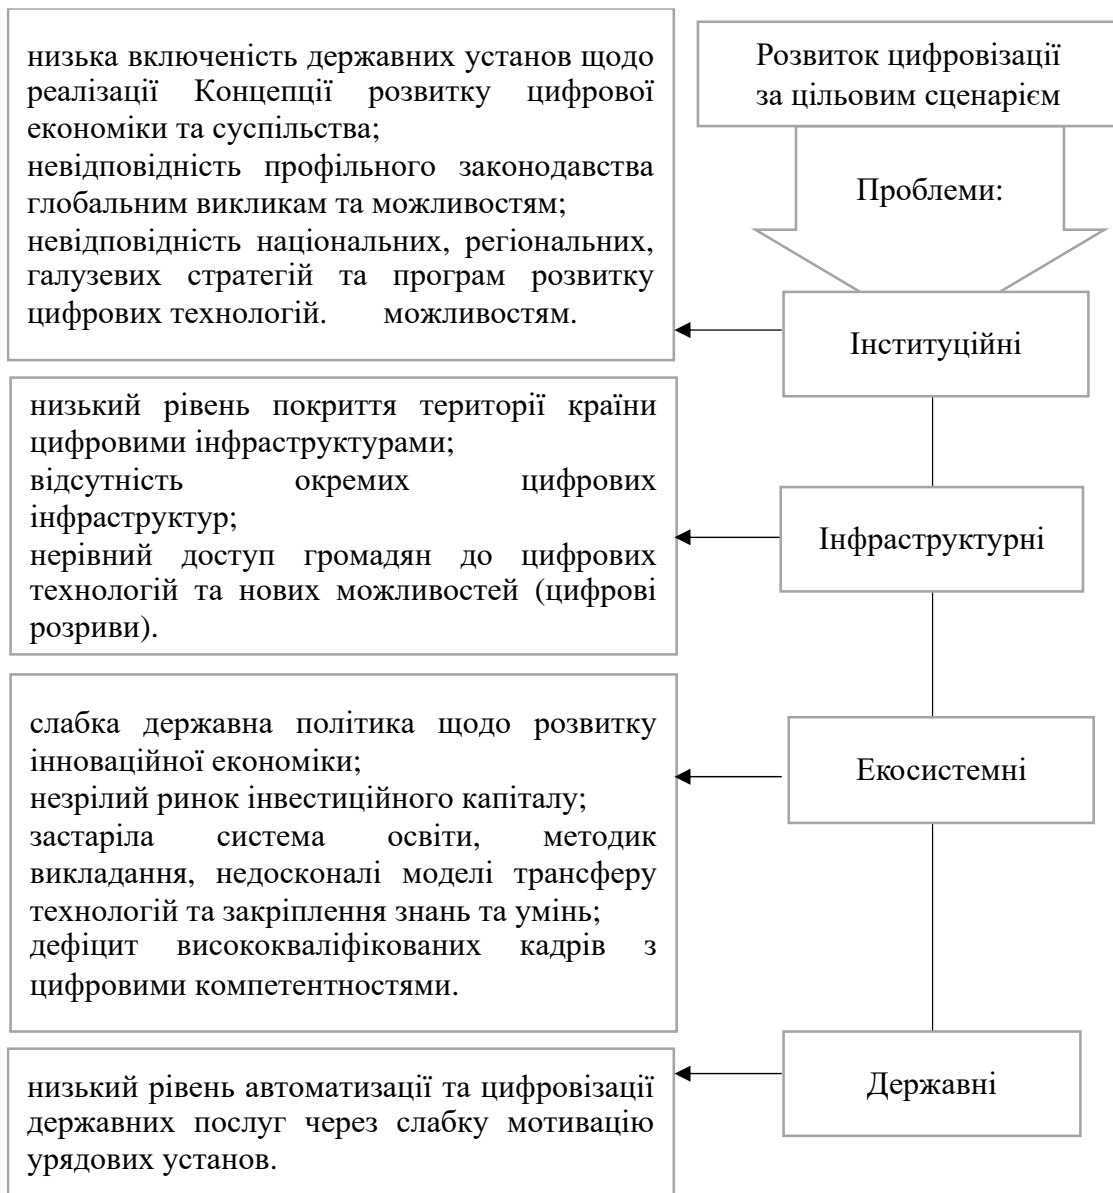 Розвиток цифровізації
за цільовим сценарієм
Проблеми:
Інституційні
низька включеність державних установ щодо
реалізації Концепції розвитку цифрової
економіки та суспільства;
невідповідність профільного законодавства
глобальним викликам та можливостям;
невідповідність національних, регіональних,
галузевих стратегій та програм розвитку
цифрових технологій. можливостям.
Інфраструктурні
низький рівень покриття території країни
цифровими інфраструктурами;
відсутність окремих цифрових
інфраструктур;
нерівний доступ громадян до цифрових
технологій та нових можливостей (цифрові
розриви).
Екосистемні
слабка державна політика щодо розвитку
інноваційної економіки;
незрілий ринок інвестиційного капіталу;
застаріла система освіти, методик
викладання, недосконалі моделі трансферу
технологій та закріплення знань та умінь;
дефіцит висококваліфікованих кадрів з
цифровими компетентностями.
Державні
низький рівень автоматизації та цифровізації
державних послуг через слабку мотивацію
урядових установ.